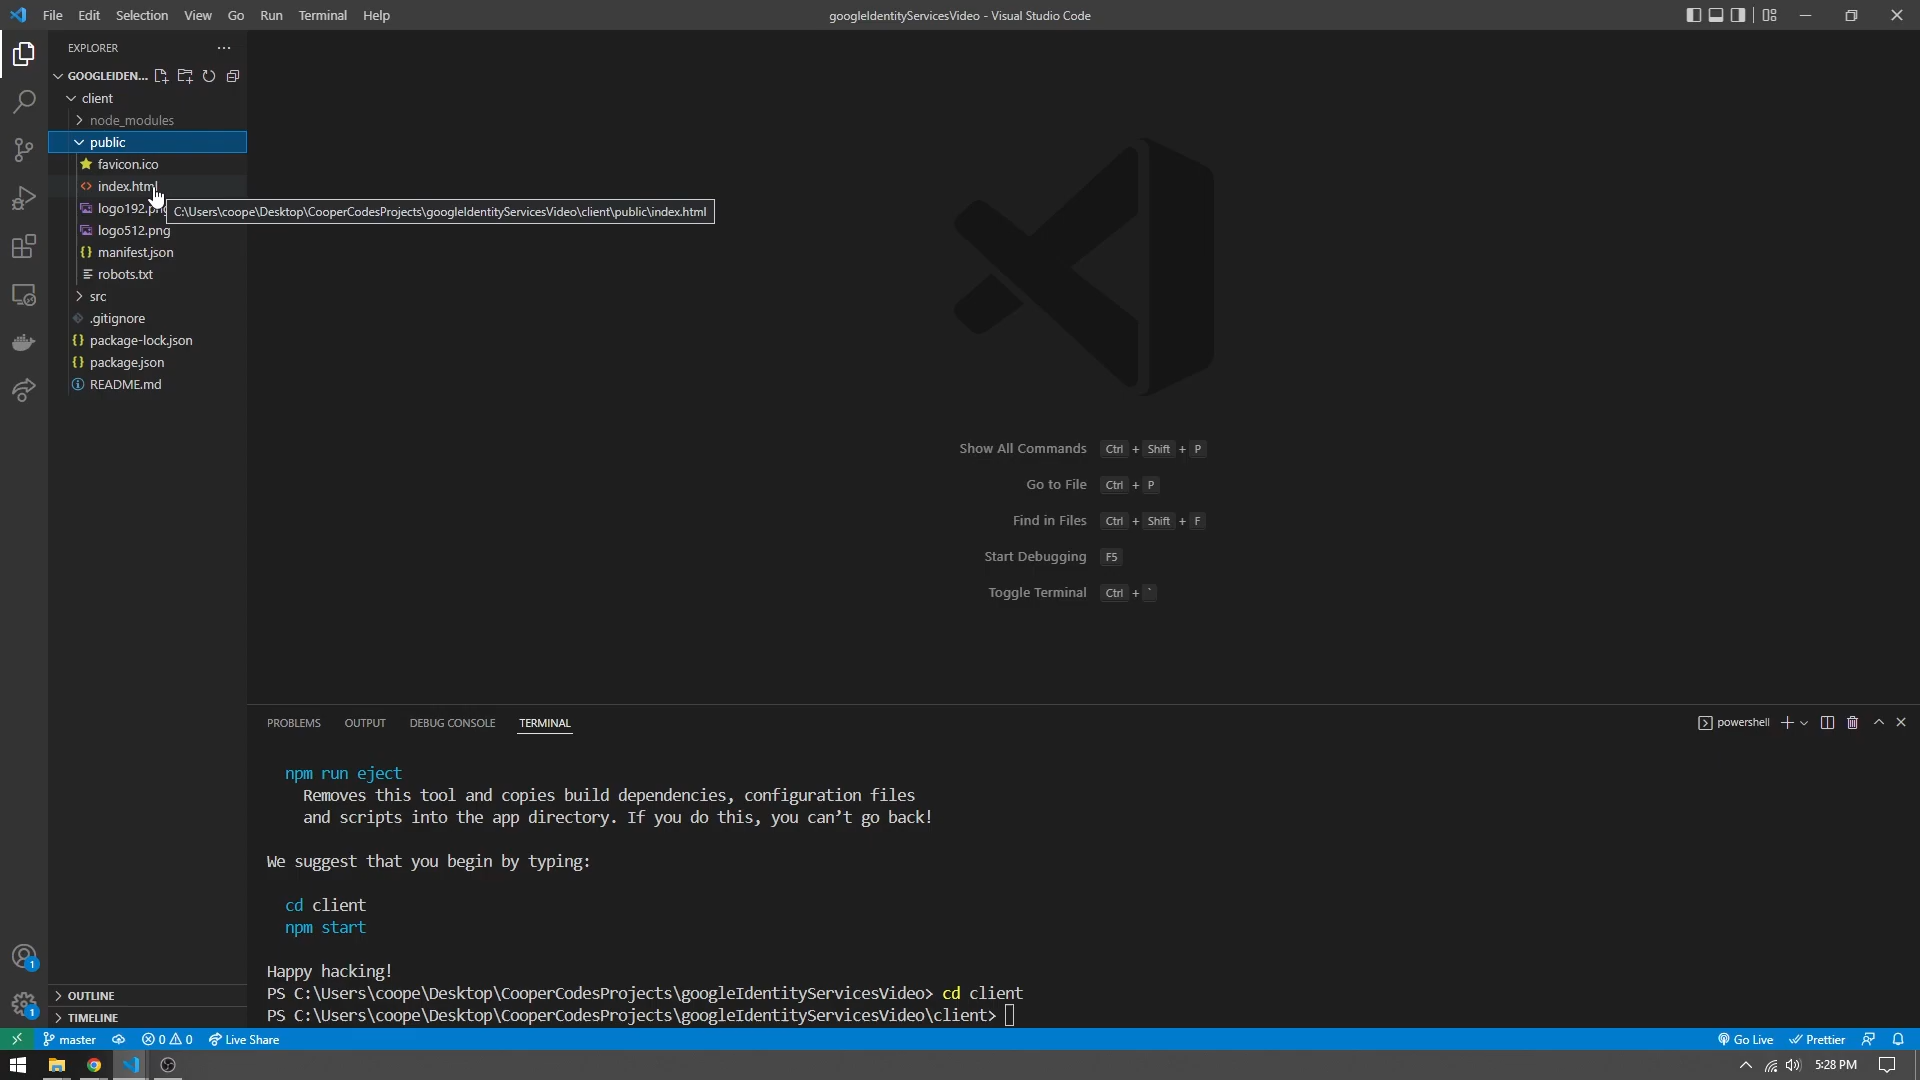 File Edit Selection View Go Run Terminal Help
googleIdentityServicesVideo - Visual Studio Code
EXPLORER
GOOGLEIDEN...
client
node_modules
public
favicon.ico
index.html
logo192.png
C:\Users\coope\Desktop\CooperCodesProjects\googleIdentityServicesVideo\client\public\index.html
logo512.png
manifest.json
robots.txt
src
.gitignore
package-lock.json
package.json
README.md
Show All Commands Ctrl + Shift + P
Go to File Ctrl + P
Find in Files Ctrl + Shift + F
Start Debugging F5
Toggle Terminal Ctrl + `
PROBLEMS OUTPUT DEBUG CONSOLE TERMINAL
powershell
npm run eject
Removes this tool and copies build dependencies, configuration files
and scripts into the app directory. If you do this, you can’t go back!
We suggest that you begin by typing:
cd client
npm start
Happy hacking!
PS C:\Users\coope\Desktop\CooperCodesProjects\googleIdentityServicesVideo> cd client
PS C:\Users\coope\Desktop\CooperCodesProjects\googleIdentityServicesVideo\client>
1
1
OUTLINE
TIMELINE
master 0 0 Live Share
Go Live Prettier
5:28 PM